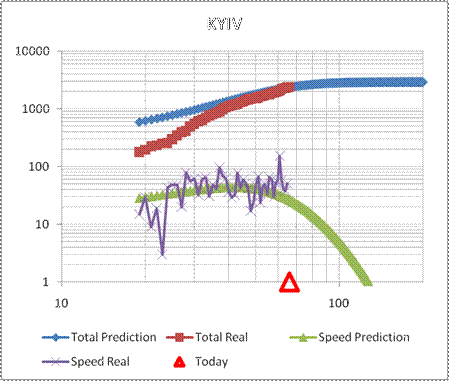 KYIV
10000
1000
100
10
1
10
100
Total Prediction
Total Real
Speed Prediction
Speed Real
Today